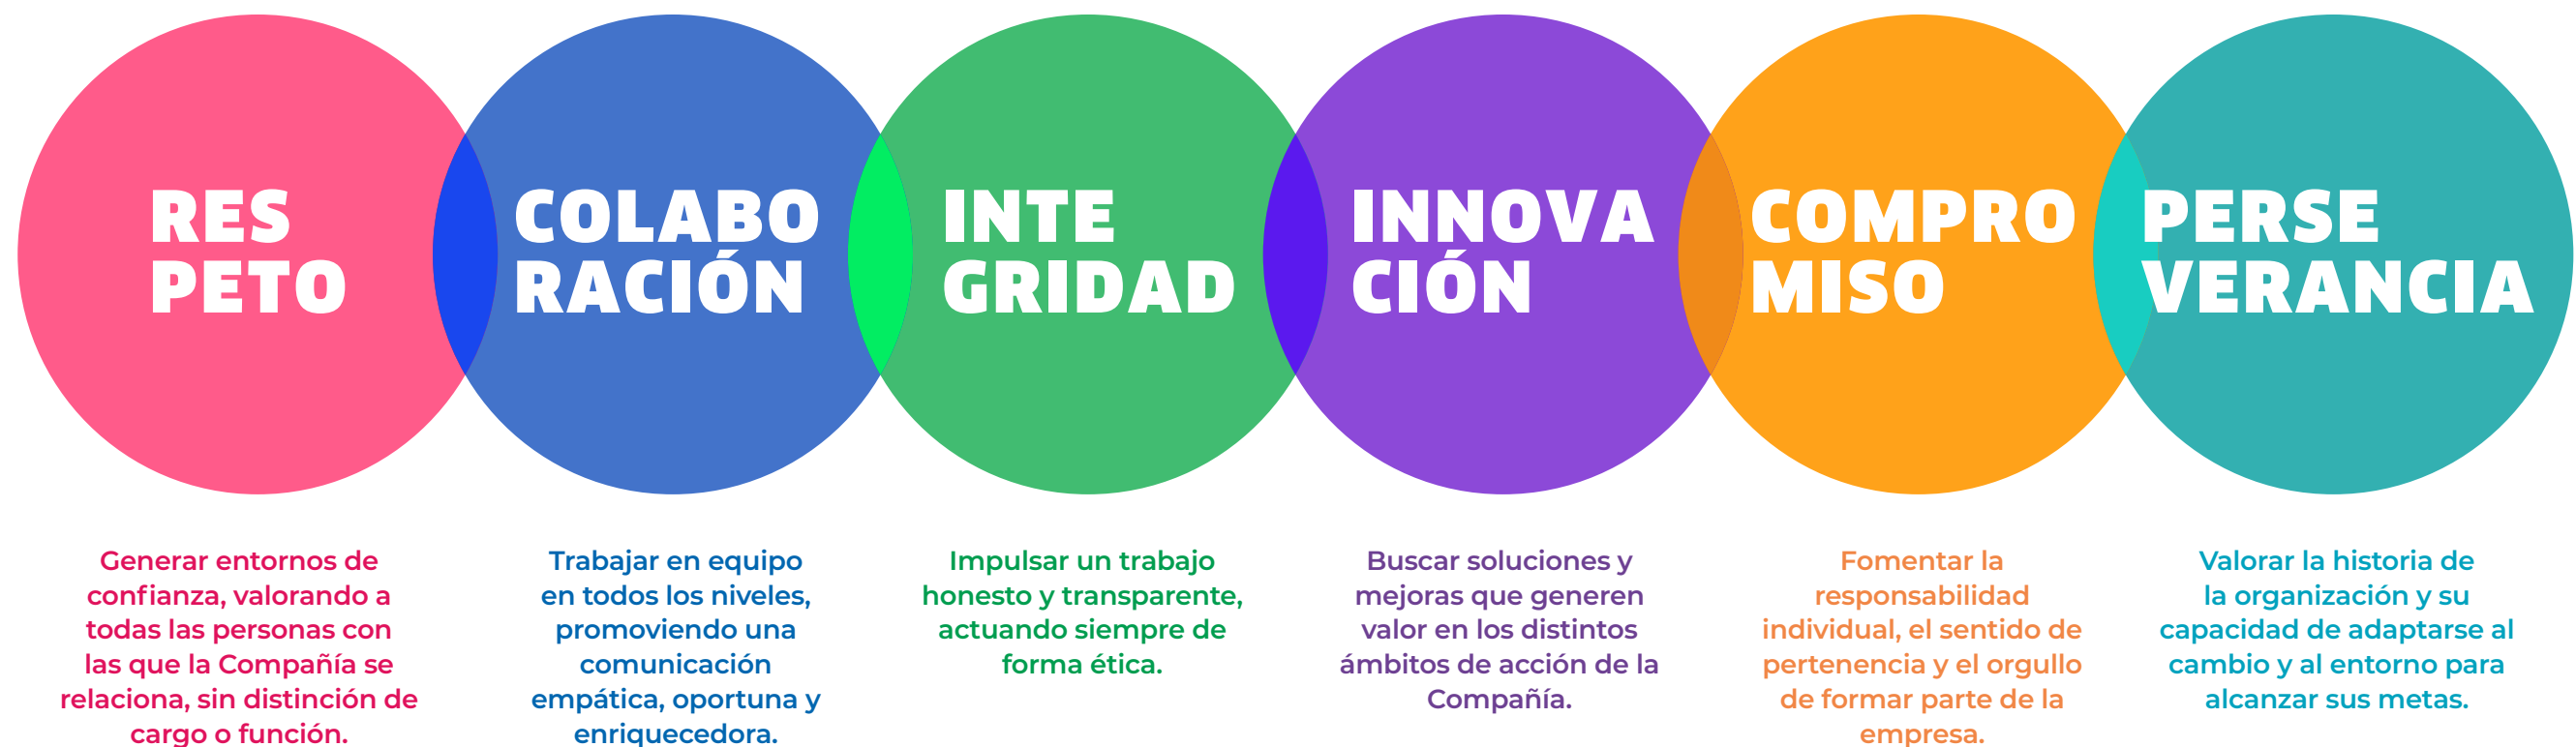 RES
PETO
COLABO
RACIÓN
INTE
GRIDAD
INNOVA
CIÓN
COMPRO
MISO
PERSE
VERANCIA
Generar entornos de
confianza, valorando a
todas las personas con
las que la Compañía se
relaciona, sin distinción de
cargo o función.
Trabajar en equipo
en todos los niveles,
promoviendo una
comunicación
empática, oportuna y
enriquecedora.
Impulsar un trabajo
honesto y transparente,
actuando siempre de
forma ética.
Buscar soluciones y
mejoras que generen
valor en los distintos
ámbitos de acción de la
Compañía.
Fomentar la
responsabilidad
individual, el sentido de
pertenencia y el orgullo
de formar parte de la
empresa.
Valorar la historia de
la organización y su
capacidad de adaptarse al
cambio y al entorno para
alcanzar sus metas.